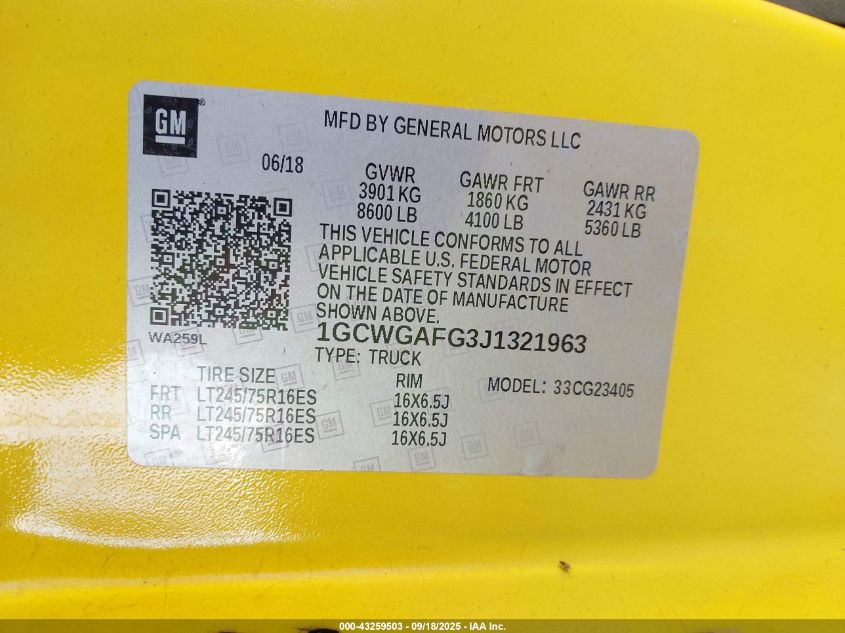 GM
MFD BY GENERAL MOTORS LLC
06/18
GVWR GAWR FRT GAWR RR
3901 KG 1860 KG 2431 KG
8600 LB 4100 LB 5360 LB
THIS VEHICLE CONFORMS TO ALL
APPLICABLE U.S. FEDERAL MOTOR
VEHICLE SAFETY STANDARDS IN EFFECT
ON THE DATE OF MANUFACTURE
SHOWN ABOVE.
WA259L
1GCWGAFG3J1321963
TYPE: TRUCK
TIRE SIZE RIM MODEL: 33CG23405
FRT LT245/75R16ES 16X6.5J
RR LT245/75R16ES 16X6.5J
SPA LT245/75R16ES 16X6.5J
000-43259503 - 09/18/2025 - IAA Inc.